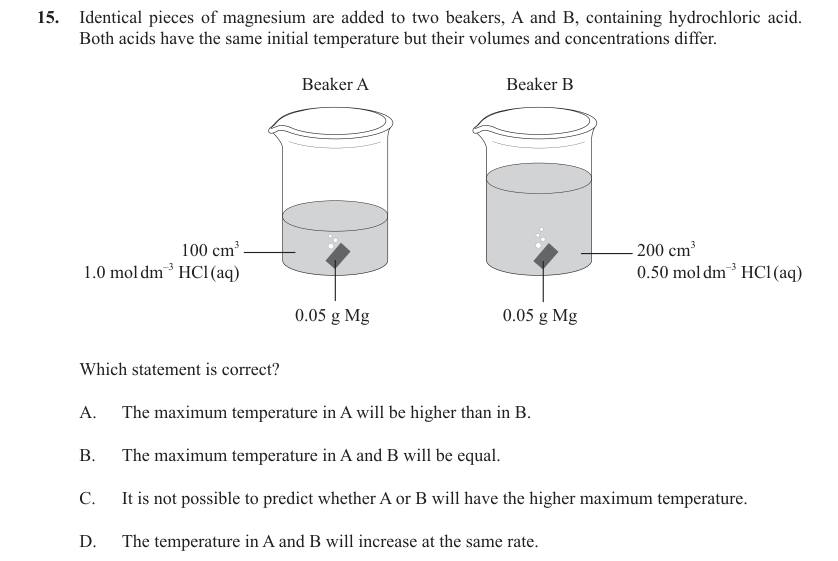 15. Identical pieces of magnesium are added to two beakers, A and B, containing hydrochloric acid.
Both acids have the same initial temperature but their volumes and concentrations differ.
Beaker A
Beaker B
100 cm³
1.0 mol dm⁻³ HCl (aq)
200 cm³
0.50 mol dm⁻³ HCl (aq)
0.05 g Mg
0.05 g Mg
Which statement is correct?
A. The maximum temperature in A will be higher than in B.
B. The maximum temperature in A and B will be equal.
C. It is not possible to predict whether A or B will have the higher maximum temperature.
D. The temperature in A and B will increase at the same rate.